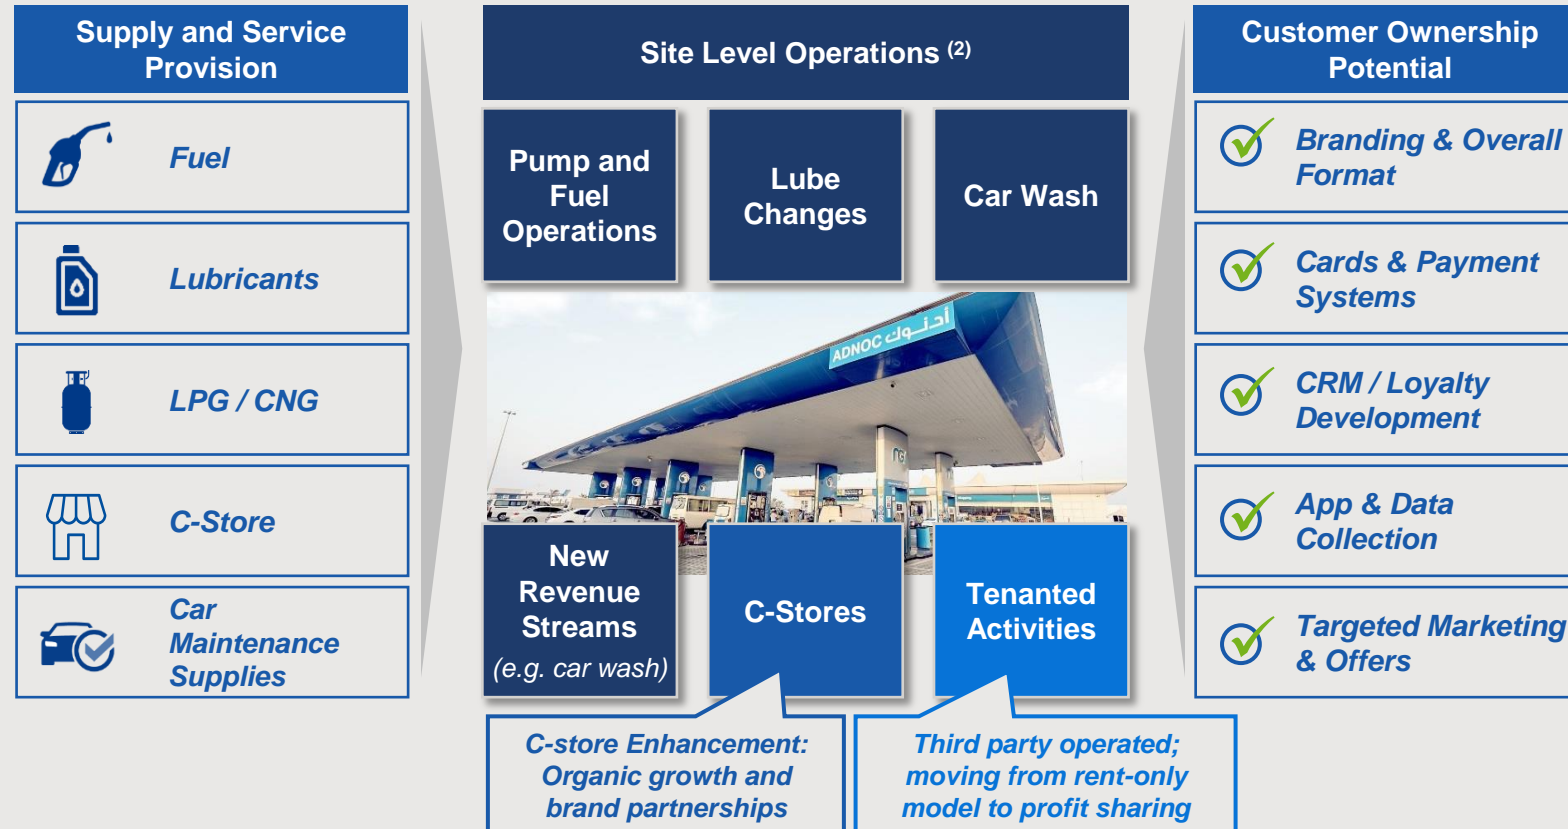 Supply and Service
Provision
Fuel
Lubricants
LPG / CNG
C-Store
Car
Maintenance
Supplies
Site Level Operations (2)
Pump and
Fuel
Operations
Lube
Changes
Car Wash
ADNOC أدنوك
New
Revenue
Streams
(e.g. car wash)
C-Stores
Tenanted
Activities
C-store Enhancement:
Organic growth and
brand partnerships
Third party operated;
moving from rent-only
model to profit sharing
Customer Ownership
Potential
Branding & Overall
Format
Cards & Payment
Systems
CRM / Loyalty
Development
App & Data
Collection
Targeted Marketing
& Offers